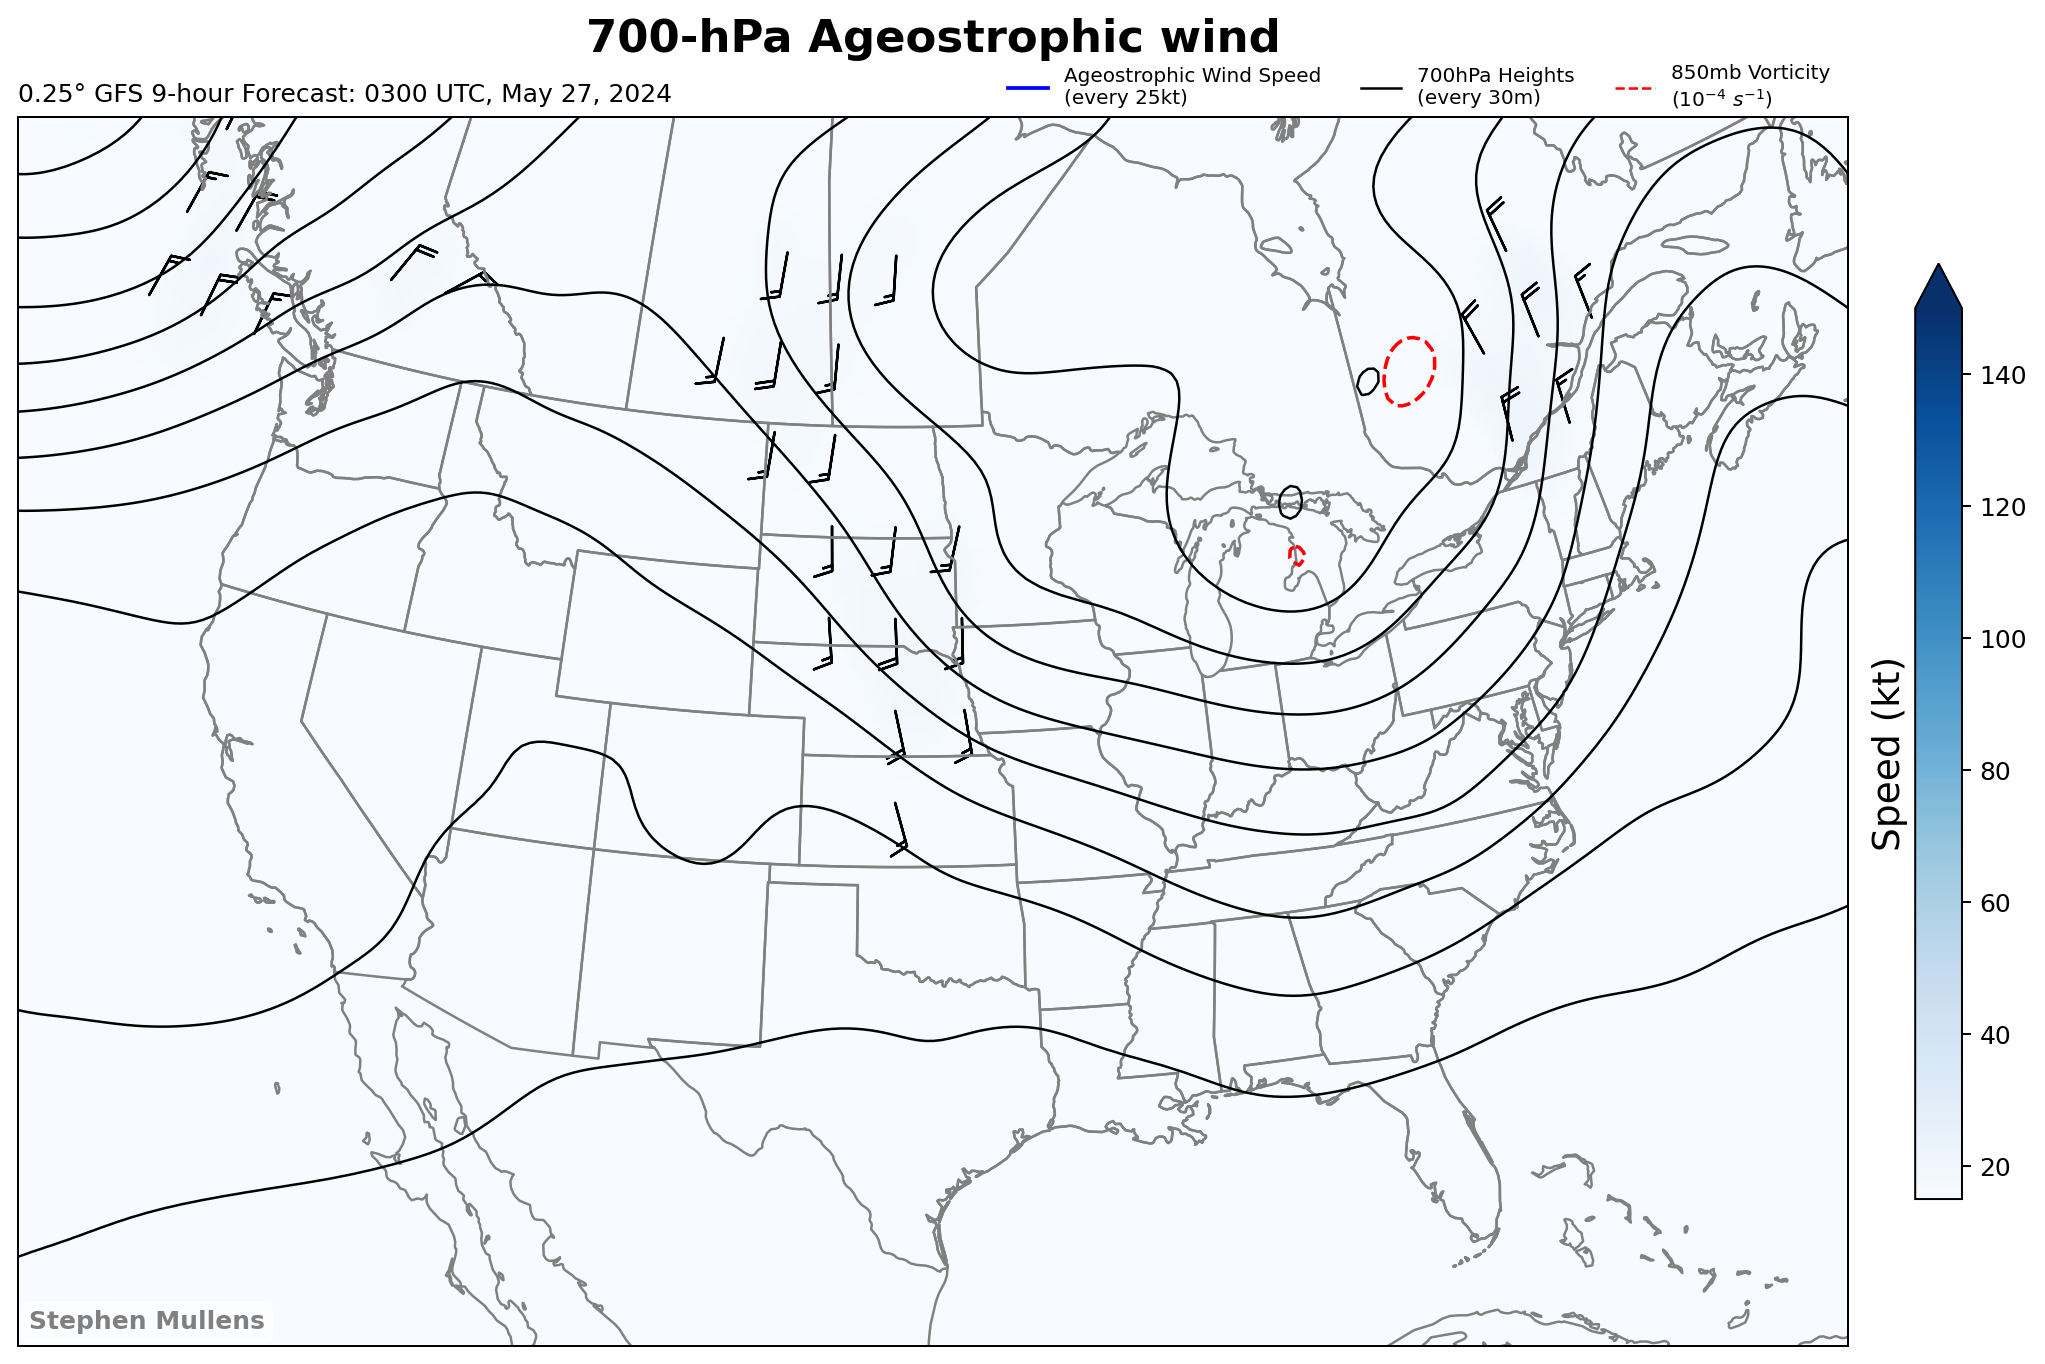 700-hPa Ageostrophic wind
0.25° GFS 9-hour Forecast: 0300 UTC, May 27, 2024
Ageostrophic Wind Speed
(every 25kt)
700hPa Heights
(every 30m)
850mb Vorticity
(10⁻⁴ s⁻¹)
140
120
100
80
60
40
20
Speed (kt)
Stephen Mullens